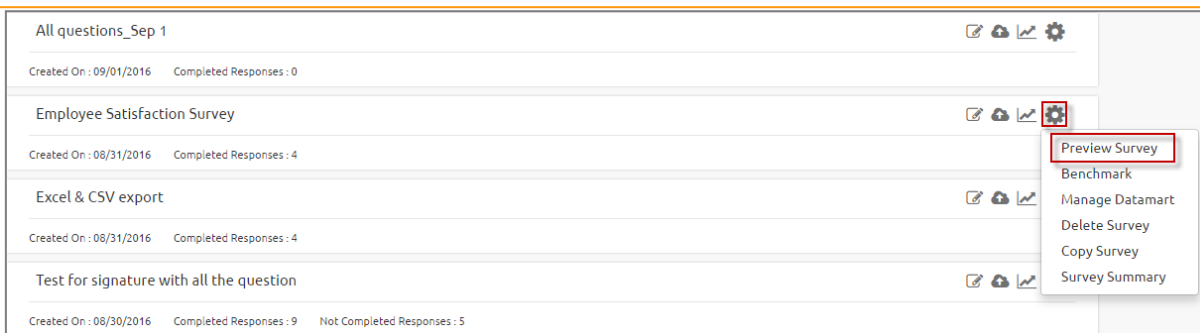 All questions_Sep 1
Created On : 09/01/2016 Completed Responses : 0
Employee Satisfaction Survey
Created On : 08/31/2016 Completed Responses : 4
Preview Survey
Benchmark
Manage Datamart
Delete Survey
Copy Survey
Survey Summary
Excel & CSV export
Created On : 08/31/2016 Completed Responses : 4
Test for signature with all the question
Created On : 08/30/2016 Completed Responses : 9 Not Completed Responses : 5